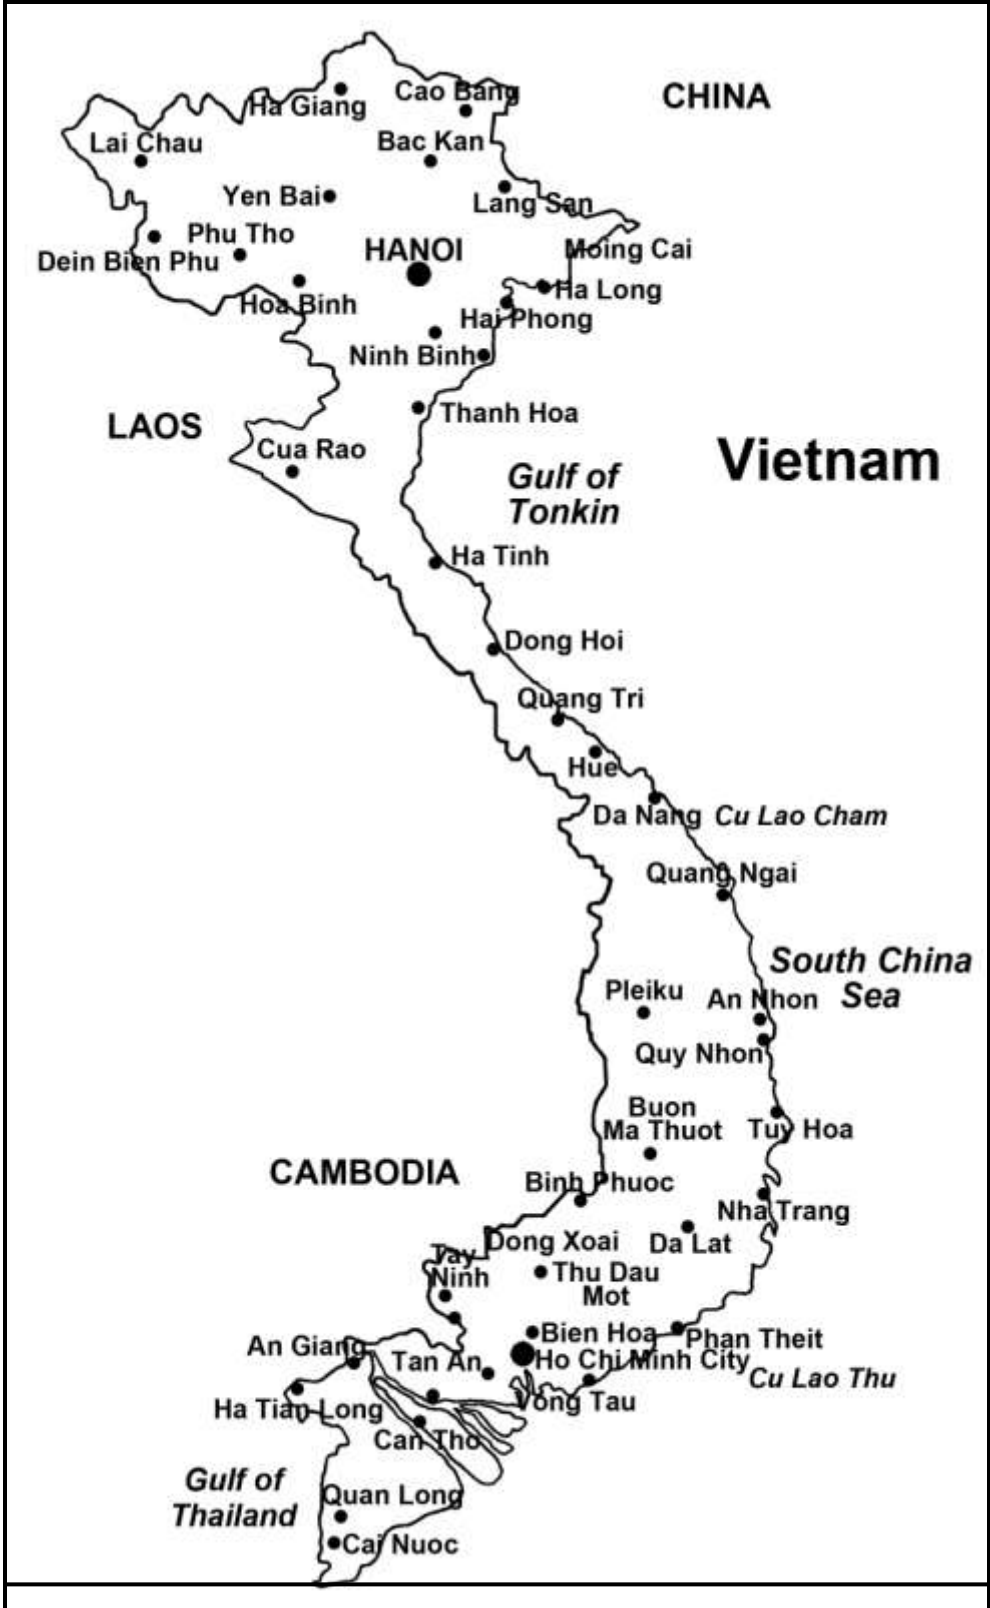 Cao Bang
CHINA
Ha Giang
Lai Chau
Bac Kan
Yen Bai
Lang San
Phu Tho
HANOI
Moing Cai
Dein Bien Phu
Ha Long
Hoa Binh
Hai Phong
Ninh Binh
Thanh Hoa
LAOS
Cua Rao
Vietnam
Gulf of
Tonkin
Ha Tinh
Dong Hoi
Quang Tri
Hue
Da Nang
Cu Lao Cham
Quang Ngai
South China
Sea
Pleiku
An Nhon
Quy Nhon
Buon
Ma Thuot
Tuy Hoa
CAMBODIA
Binh Phuoc
Nha Trang
Dong Xoai
Da Lat
Tay
Ninh
Thu Dau
Mot
Bien Hoa
Phan Theit
An Giang
Tan An
Ho Chi Minh City
Cu Lao Thu
Ha Tian Long
Vong Tau
Can Tho
Gulf of
Thailand
Quan Long
Cai Nuoc